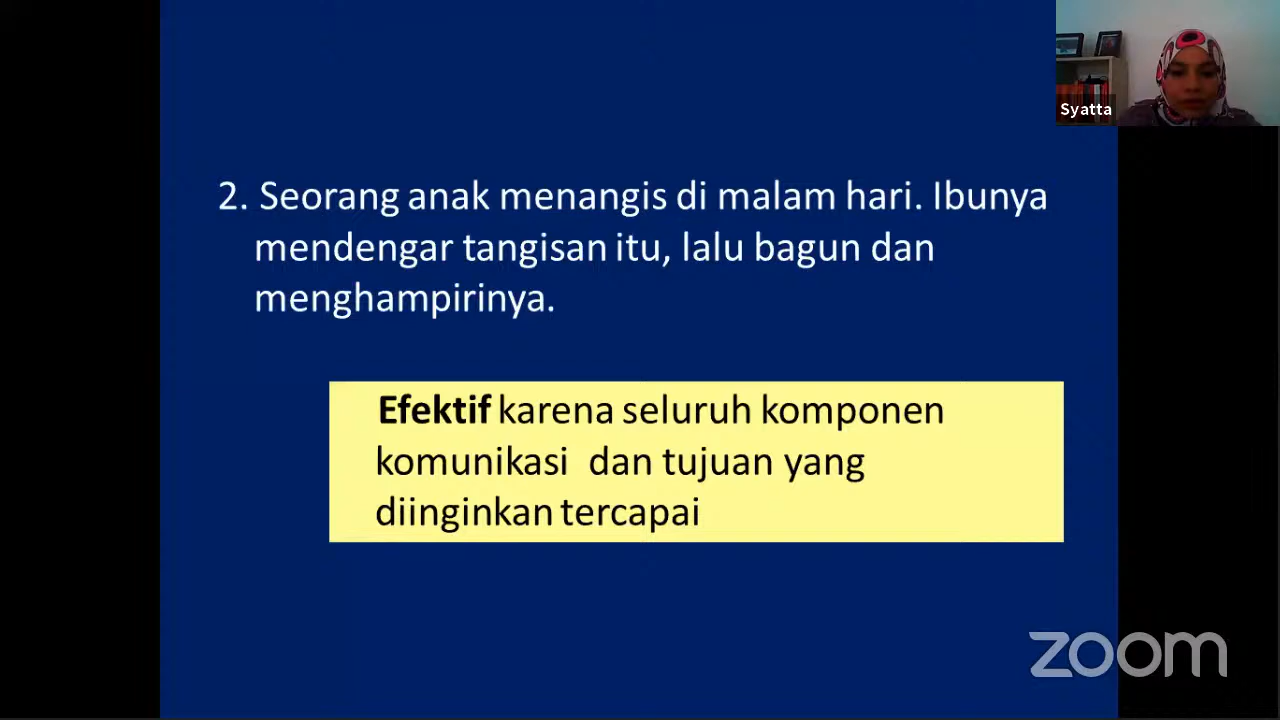 Syatta
2. Seorang anak menangis di malam hari. Ibunya
mendengar tangisan itu, lalu bagun dan
menghampirinya.
Efektif karena seluruh komponen
komunikasi dan tujuan yang
diinginkan tercapai
zoom